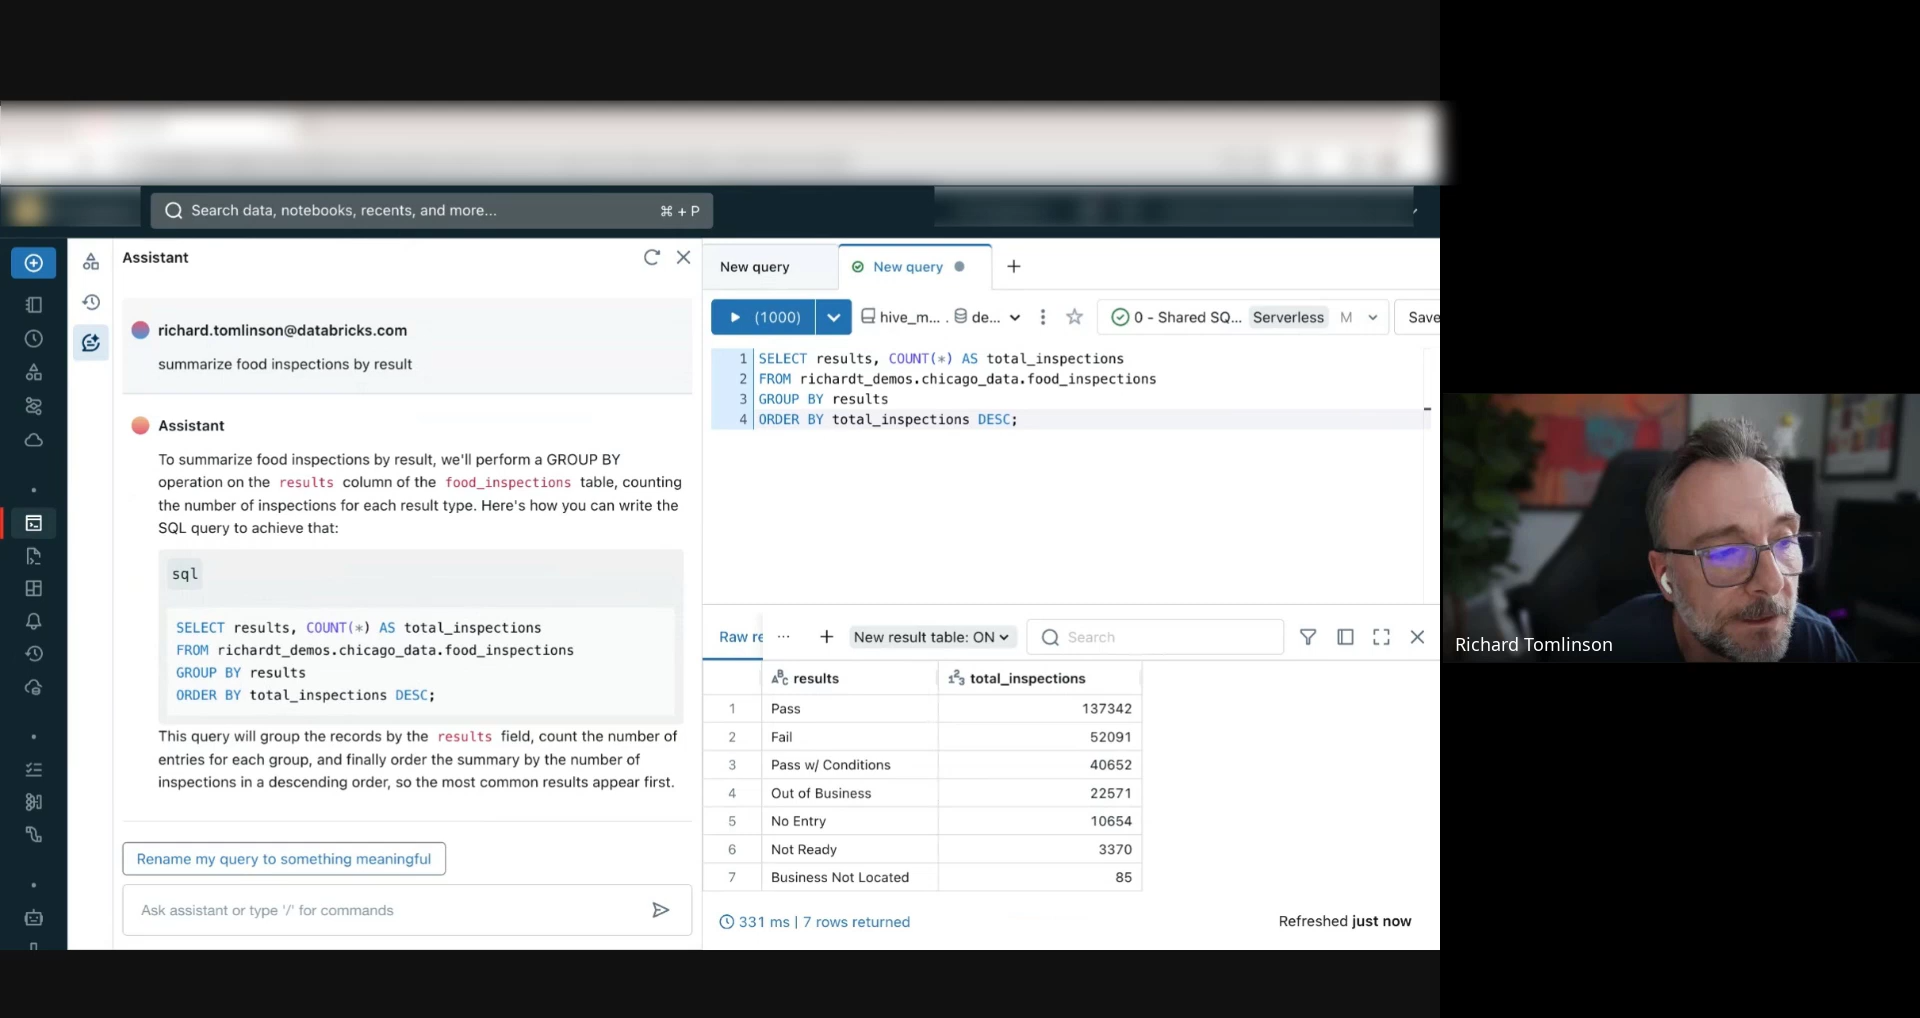 Search data, notebooks, recents, and more... ⌘ + P
Assistant
richard.tomlinson@databricks.com
summarize food inspections by result
Assistant
To summarize food inspections by result, we'll perform a GROUP BY
operation on the results column of the food_inspections table, counting
the number of inspections for each result type. Here's how you can write the
SQL query to achieve that:
sql
SELECT results, COUNT(*) AS total_inspections
FROM richardt_demos.chicago_data.food_inspections
GROUP BY results
ORDER BY total_inspections DESC;
This query will group the records by the results field, count the number of
entries for each group, and finally order the summary by the number of
inspections in a descending order, so the most common results appear first.
Rename my query to something meaningful
Ask assistant or type '/' for commands
New query
New query
(1000) hive_m... . de... 0 - Shared SQ... Serverless M Save
1 SELECT results, COUNT(*) AS total_inspections
2 FROM richardt_demos.chicago_data.food_inspections
3 GROUP BY results
4 ORDER BY total_inspections DESC;
Raw re ... + New result table: ON Search
results total_inspections
1 Pass 137342
2 Fail 52091
3 Pass w/ Conditions 40652
4 Out of Business 22571
5 No Entry 10654
6 Not Ready 3370
7 Business Not Located 85
331 ms | 7 rows returned
Refreshed just now
Richard Tomlinson